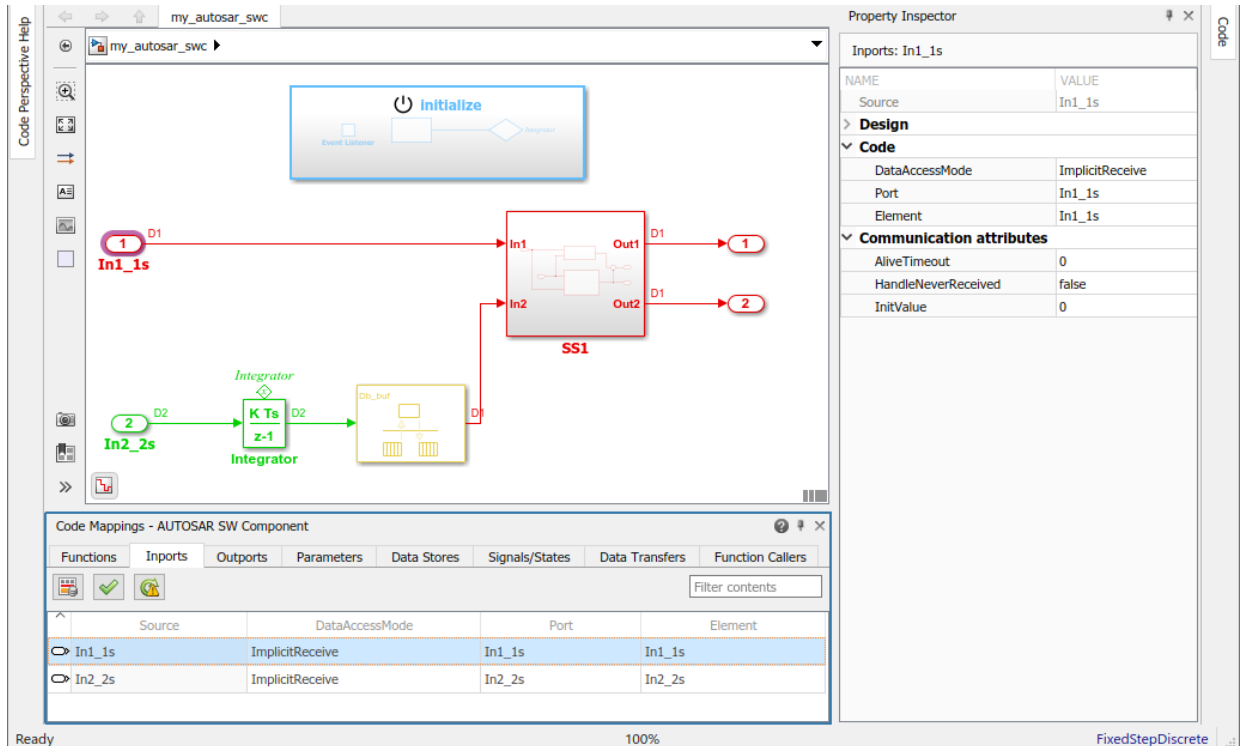 Code Perspective Help
my_autosar_swc
my_autosar_swc
initialize
Event Listener
Integrator
1
D1
In1_1s
In1
In2
Out1
Out2
D1
1
D1
2
SS1
2
D2
In2_2s
Integrator
x
K Ts
z-1
Integrator
D2
Db_buf
D1
Code Mappings - AUTOSAR SW Component
Functions Inports Outports Parameters Data Stores Signals/States Data Transfers Function Callers
Filter contents
Source DataAccessMode Port Element
In1_1s ImplicitReceive In1_1s In1_1s
In2_2s ImplicitReceive In2_2s In2_2s
Property Inspector
Inports: In1_1s
NAME VALUE
Source In1_1s
Design
Code
DataAccessMode ImplicitReceive
Port In1_1s
Element In1_1s
Communication attributes
AliveTimeout 0
HandleNeverReceived false
InitValue 0
Code
Ready 100% FixedStepDiscrete